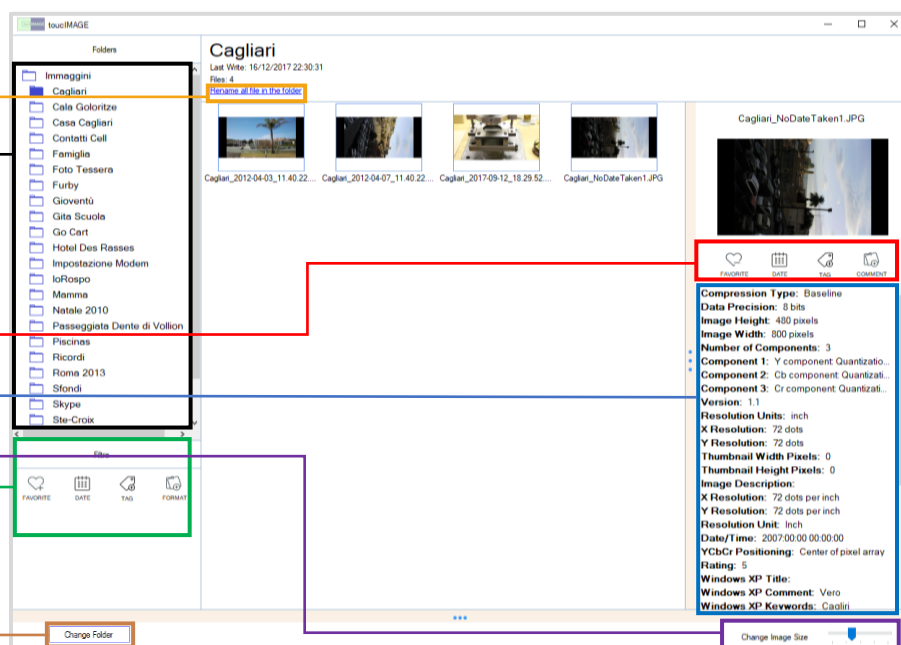 toucIMAGE
Folders
Immaggini
Cagliari
Cala Goloritze
Casa Cagliari
Contatti Cell
Famiglia
Foto Tessera
Furby
Gioventù
Gita Scuola
Go Cart
Hotel Des Rasses
Impostazione Modem
IoRospo
Mamma
Natale 2010
Passeggiata Dente di Vollion
Piscinas
Ricordi
Roma 2013
Sfondi
Skype
Ste-Croix
Filtro
FAVORITE DATE TAG FORMAT
Change Folder
Cagliari
Last Write: 16/12/2017 22:30:31
Files: 4
Rename all file in the folder
Cagliari_2012-04-03_11.40.22.... Cagliari_2012-04-07_11.40.22.... Cagliari_2017-09-12_18.29.52.... Cagliari_NoDateTaken1.JPG
Cagliari_NoDateTaken1.JPG
FAVORITE DATE TAG COMMENT
Compression Type: Baseline
Data Precision: 8 bits
Image Height: 480 pixels
Image Width: 800 pixels
Number of Components: 3
Component 1: Y component: Quantizatio...
Component 2: Cb component: Quantizati...
Component 3: Cr component: Quantizati...
Version: 1.1
Resolution Units: inch
X Resolution: 72 dots
Y Resolution: 72 dots
Thumbnail Width Pixels: 0
Thumbnail Height Pixels: 0
Image Description:
X Resolution: 72 dots per inch
Y Resolution: 72 dots per inch
Resolution Unit: Inch
Date/Time: 2007:00:00 00:00:00
YCbCr Positioning: Center of pixel array
Rating: 5
Windows XP Title:
Windows XP Comment: Vero
Windows XP Keywords: Cagliri
Change Image Size